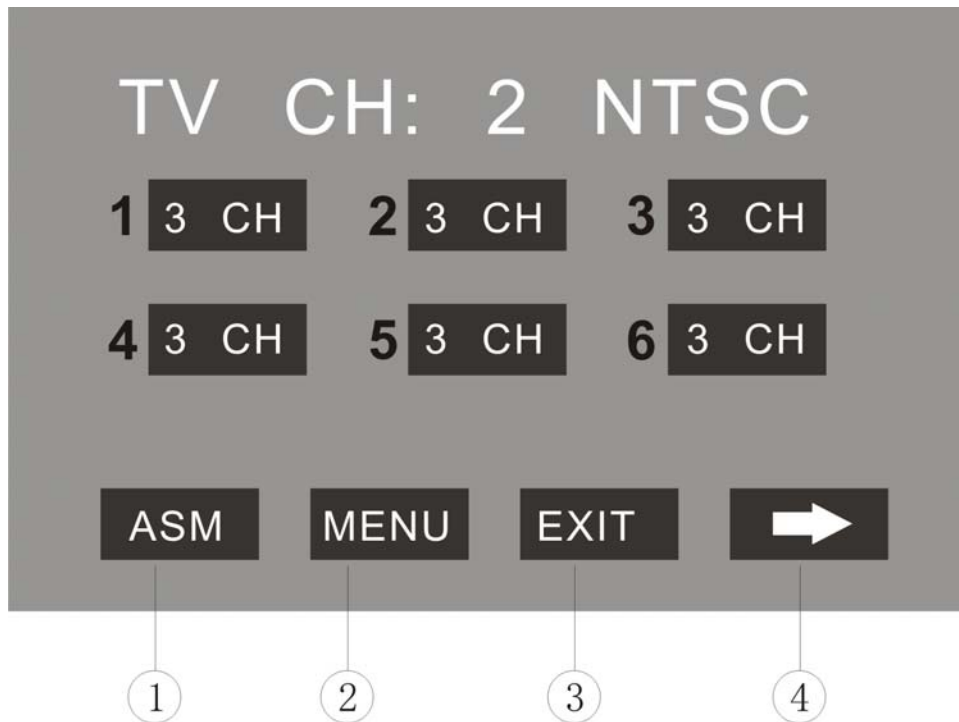 TV CH: 2 NTSC
1 3 CH 2 3 CH 3 3 CH
4 3 CH 5 3 CH 6 3 CH
ASM MENU EXIT
① ② ③ ④